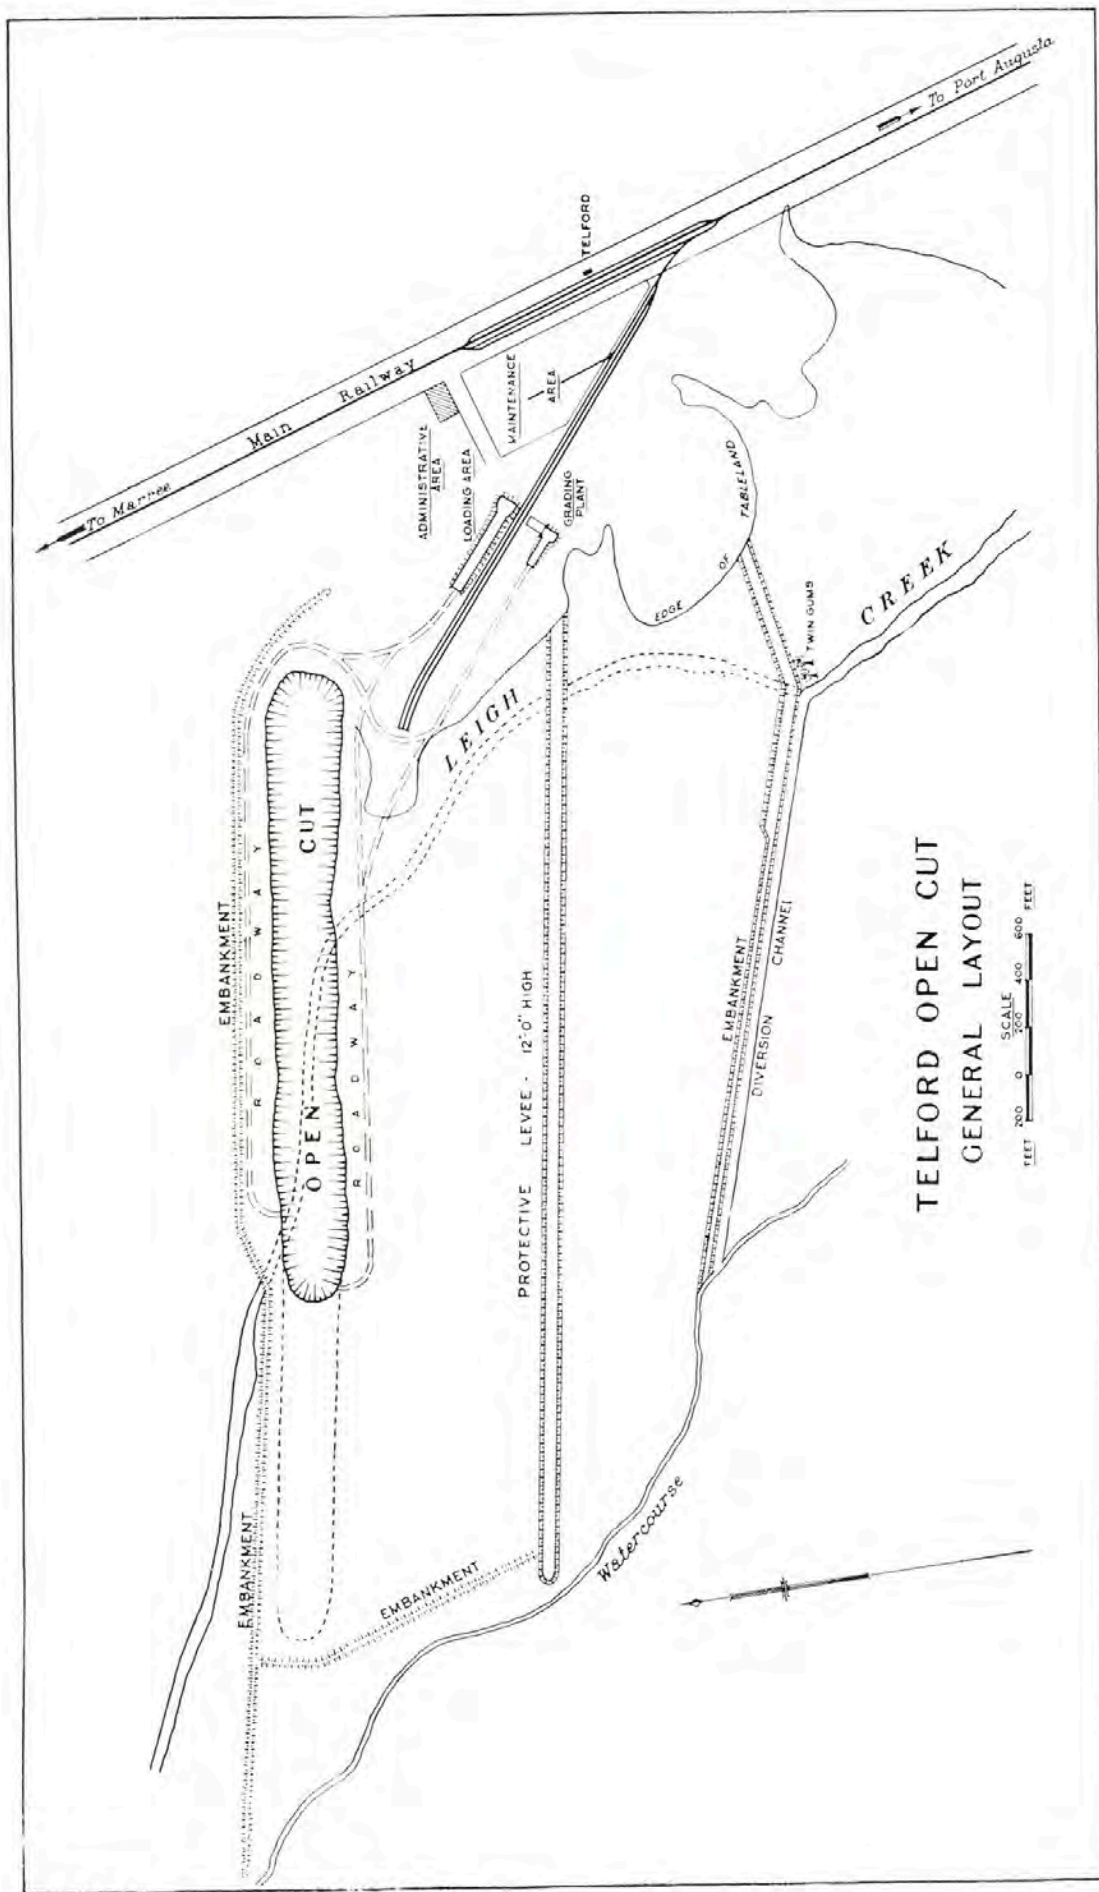 To Marree
Main Railway
To Port Augusta
TELFORD
ADMINISTRATIVE
AREA
LOADING AREA
MAINTENANCE
AREA
GRADING
PLANT
EDGE OF TABLELAND
LEIGH CREEK
TWIN GUMS
EMBANKMENT
ROADWAY
OPEN CUT
ROADWAY
PROTECTIVE LEVEE - 12'-0" HIGH
EMBANKMENT
DIVERSION CHANNEL
EMBANKMENT
EMBANKMENT
Watercourse
TELFORD OPEN CUT
GENERAL LAYOUT
SCALE
FEET 200 0 200 400 600 FEET